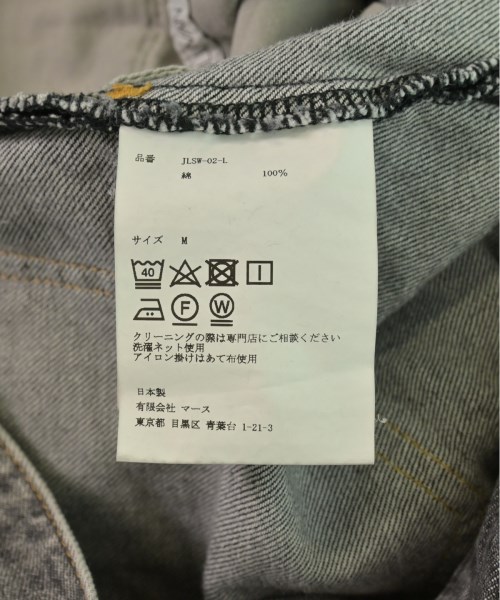 品番 JLSW-02-L
綿 100%
サイズ M
40
F W
クリーニングの際は専門店にご相談ください
洗濯ネット使用
アイロン掛けはあて布使用
日本製
有限会社 マース
東京都 目黒区 青葉台 1-21-3